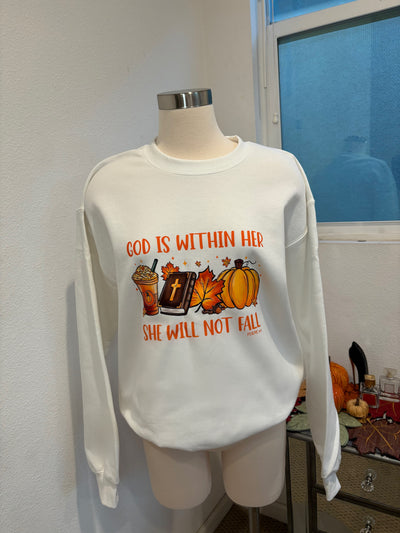 GOD IS WITHIN HER
SHE WILL NOT FALL